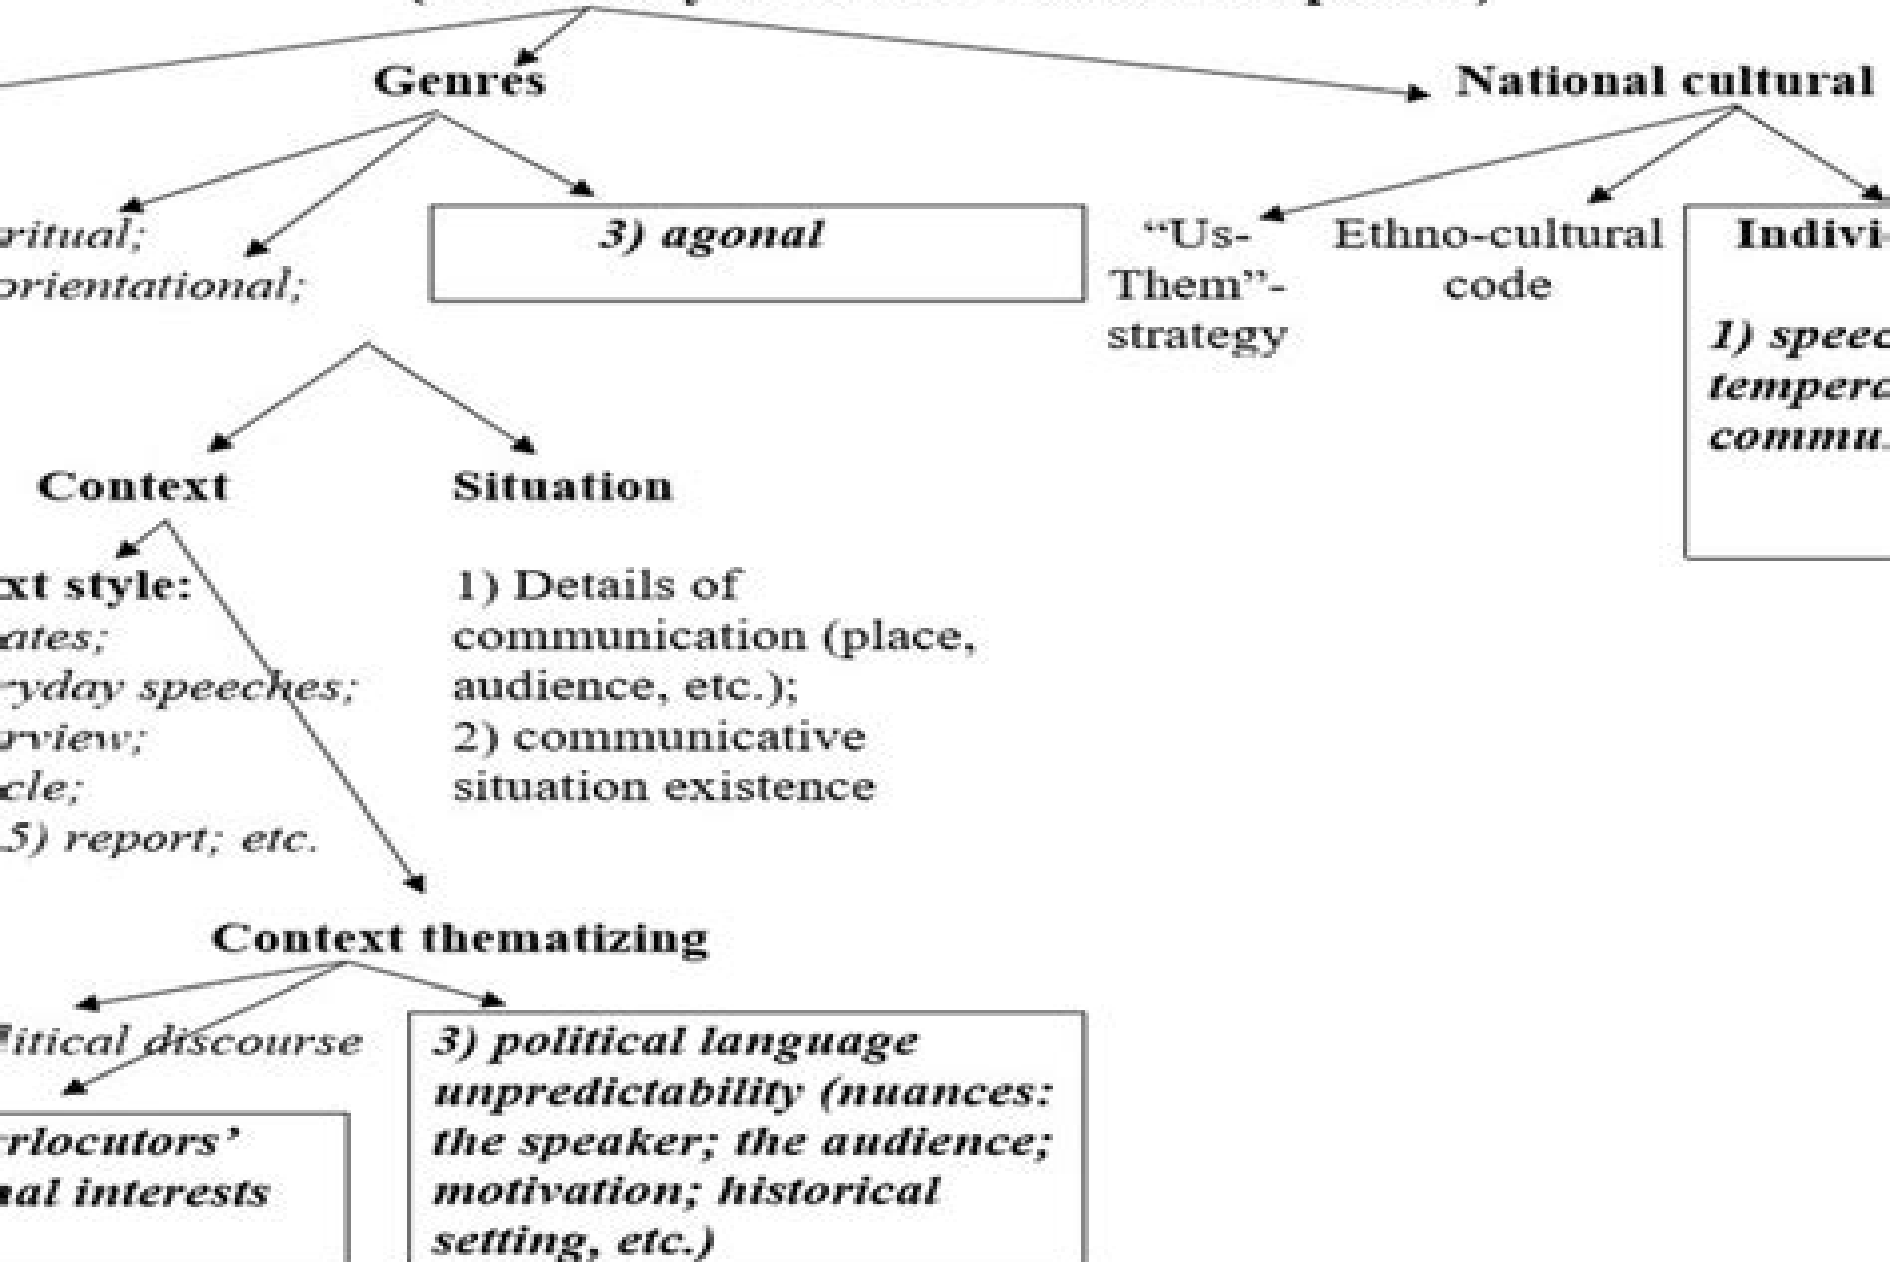 Genres
National cultural
ritual;
orientational;
3) agonal
“Us-
Them”-
strategy
Ethno-cultural
code
Indivi-
1) speec
tempera
commu.
Context
Situation
xt style:
ates;
ryday speeches;
rview;
cle;
5) report; etc.
1) Details of
communication (place,
audience, etc.);
2) communicative
situation existence
Context thematizing
litical discourse
rlocutors’
nal interests
3) political language
unpredictability (nuances:
the speaker; the audience;
motivation; historical
setting, etc.)